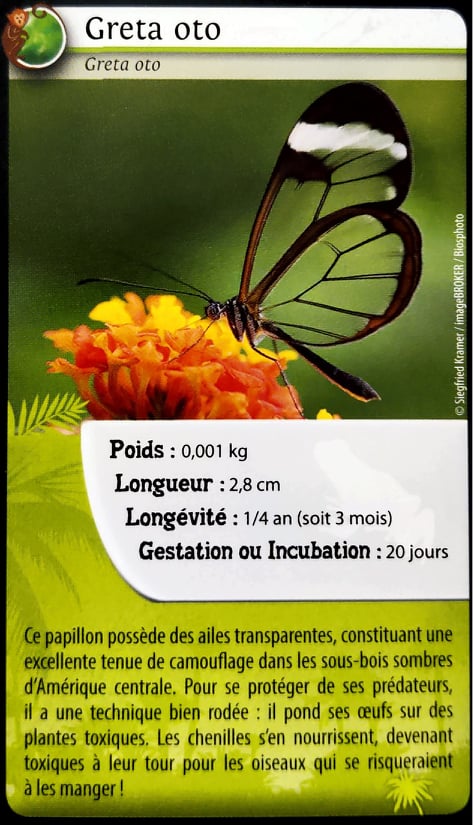 Greta oto
Greta oto
© Siegfried Kramer / imageBROKER / Biosphoto
Poids : 0,001 kg
Longueur : 2,8 cm
Longévité : 1/4 an (soit 3 mois)
Gestation ou Incubation : 20 jours
Ce papillon possède des ailes transparentes, constituant une
excellente tenue de camouflage dans les sous-bois sombres
d'Amérique centrale. Pour se protéger de ses prédateurs,
il a une technique bien rodée : il pond ses œufs sur des
plantes toxiques. Les chenilles s'en nourrissent, devenant
toxiques à leur tour pour les oiseaux qui se risqueraient
à les manger !